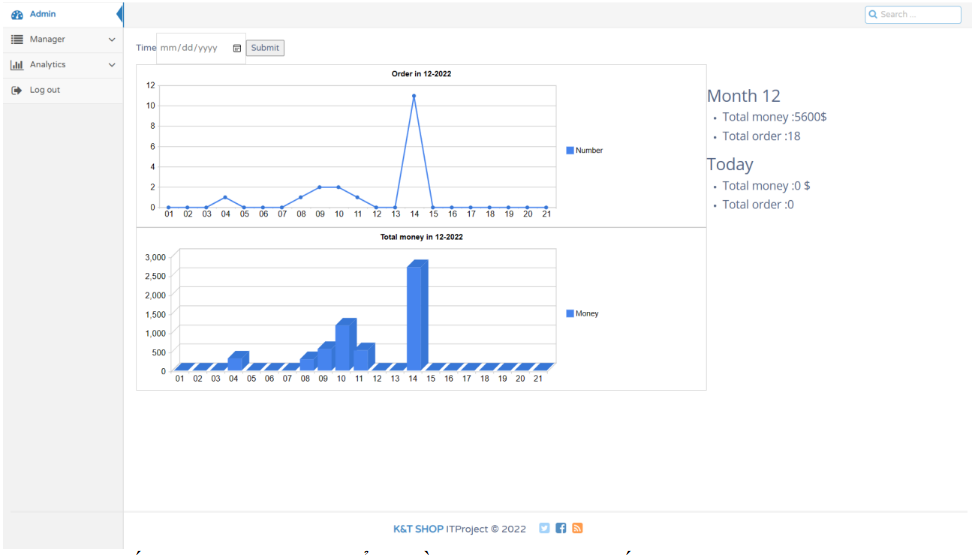 Admin
Search ...
Manager
Analytics
Log out
Time mm/dd/yyyy Submit
Order in 12-2022
12
10
8
6
4
2
0
01 02 03 04 05 06 07 08 09 10 11 12 13 14 15 16 17 18 19 20 21
Number
Total money in 12-2022
3,000
2,500
2,000
1,500
1,000
500
0
01 02 03 04 05 06 07 08 09 10 11 12 13 14 15 16 17 18 19 20 21
Money
Month 12
• Total money :5600$
• Total order :18
Today
• Total money :0 $
• Total order :0
K&T SHOP ITProject © 2022